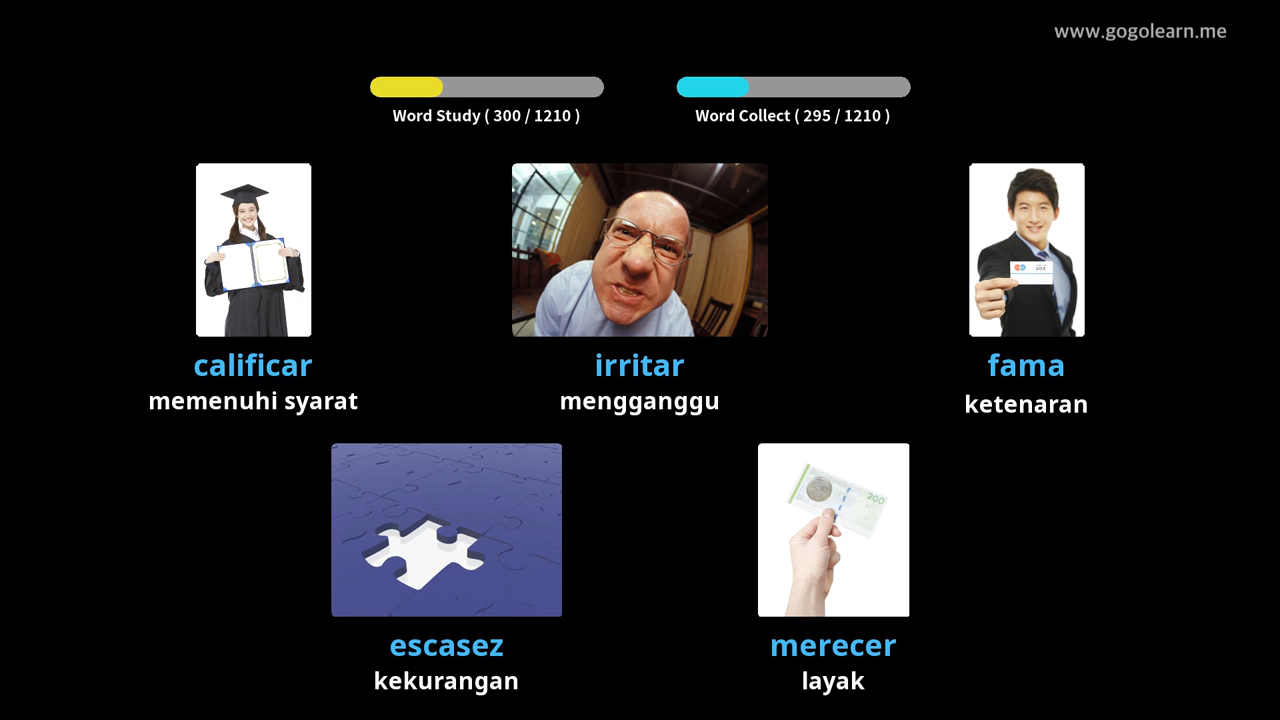 www.gogolearn.me
Word Study ( 300 / 1210 )
Word Collect ( 295 / 1210 )
calificar
memenuhi syarat
irritar
mengganggu
fama
ketenaran
200
escasez
kekurangan
merecer
layak